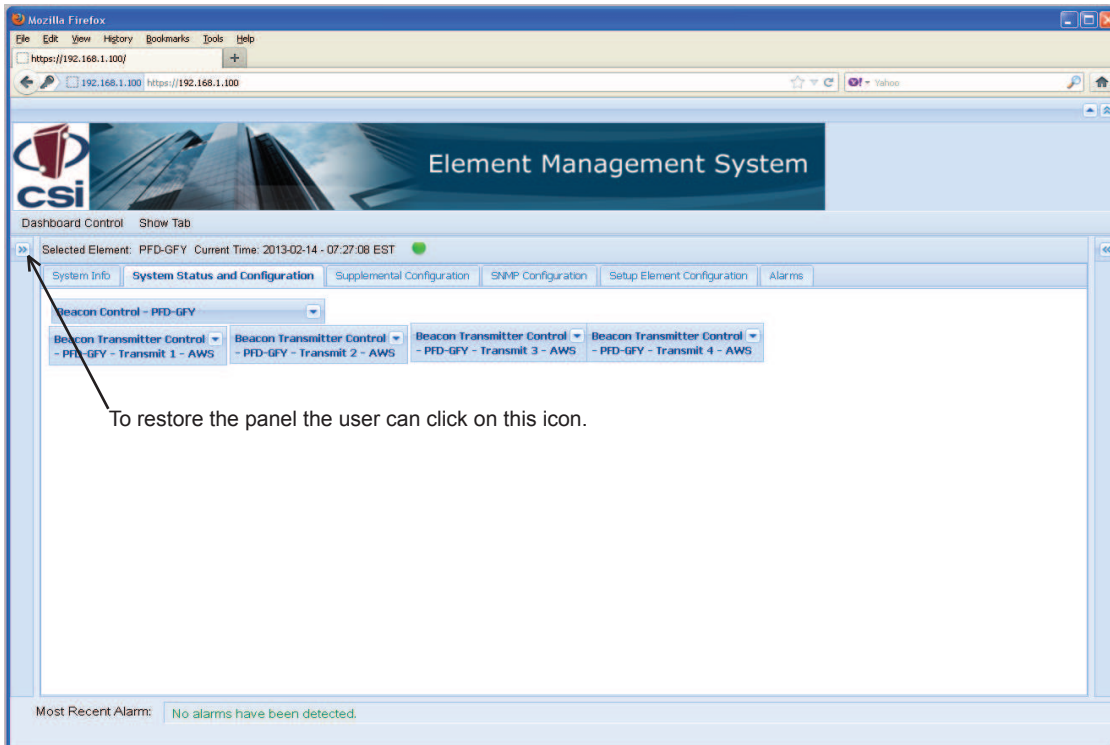 Mozilla Firefox
File Edit View History Bookmarks Tools Help
https://192.168.1.100/
192.168.1.100 https://192.168.1.100 Yahoo
csi
Element Management System
Dashboard Control Show Tab
Selected Element: PFD-GFY Current Time: 2013-02-14 - 07:27:08 EST
System Info System Status and Configuration Supplemental Configuration SNMP Configuration Setup Element Configuration Alarms
Beacon Control - PFD-GFY
Beacon Transmitter Control
- PFD-GFY - Transmit 1 - AWS
Beacon Transmitter Control
- PFD-GFY - Transmit 2 - AWS
Beacon Transmitter Control
- PFD-GFY - Transmit 3 - AWS
Beacon Transmitter Control
- PFD-GFY - Transmit 4 - AWS
To restore the panel the user can click on this icon.
Most Recent Alarm: No alarms have been detected.